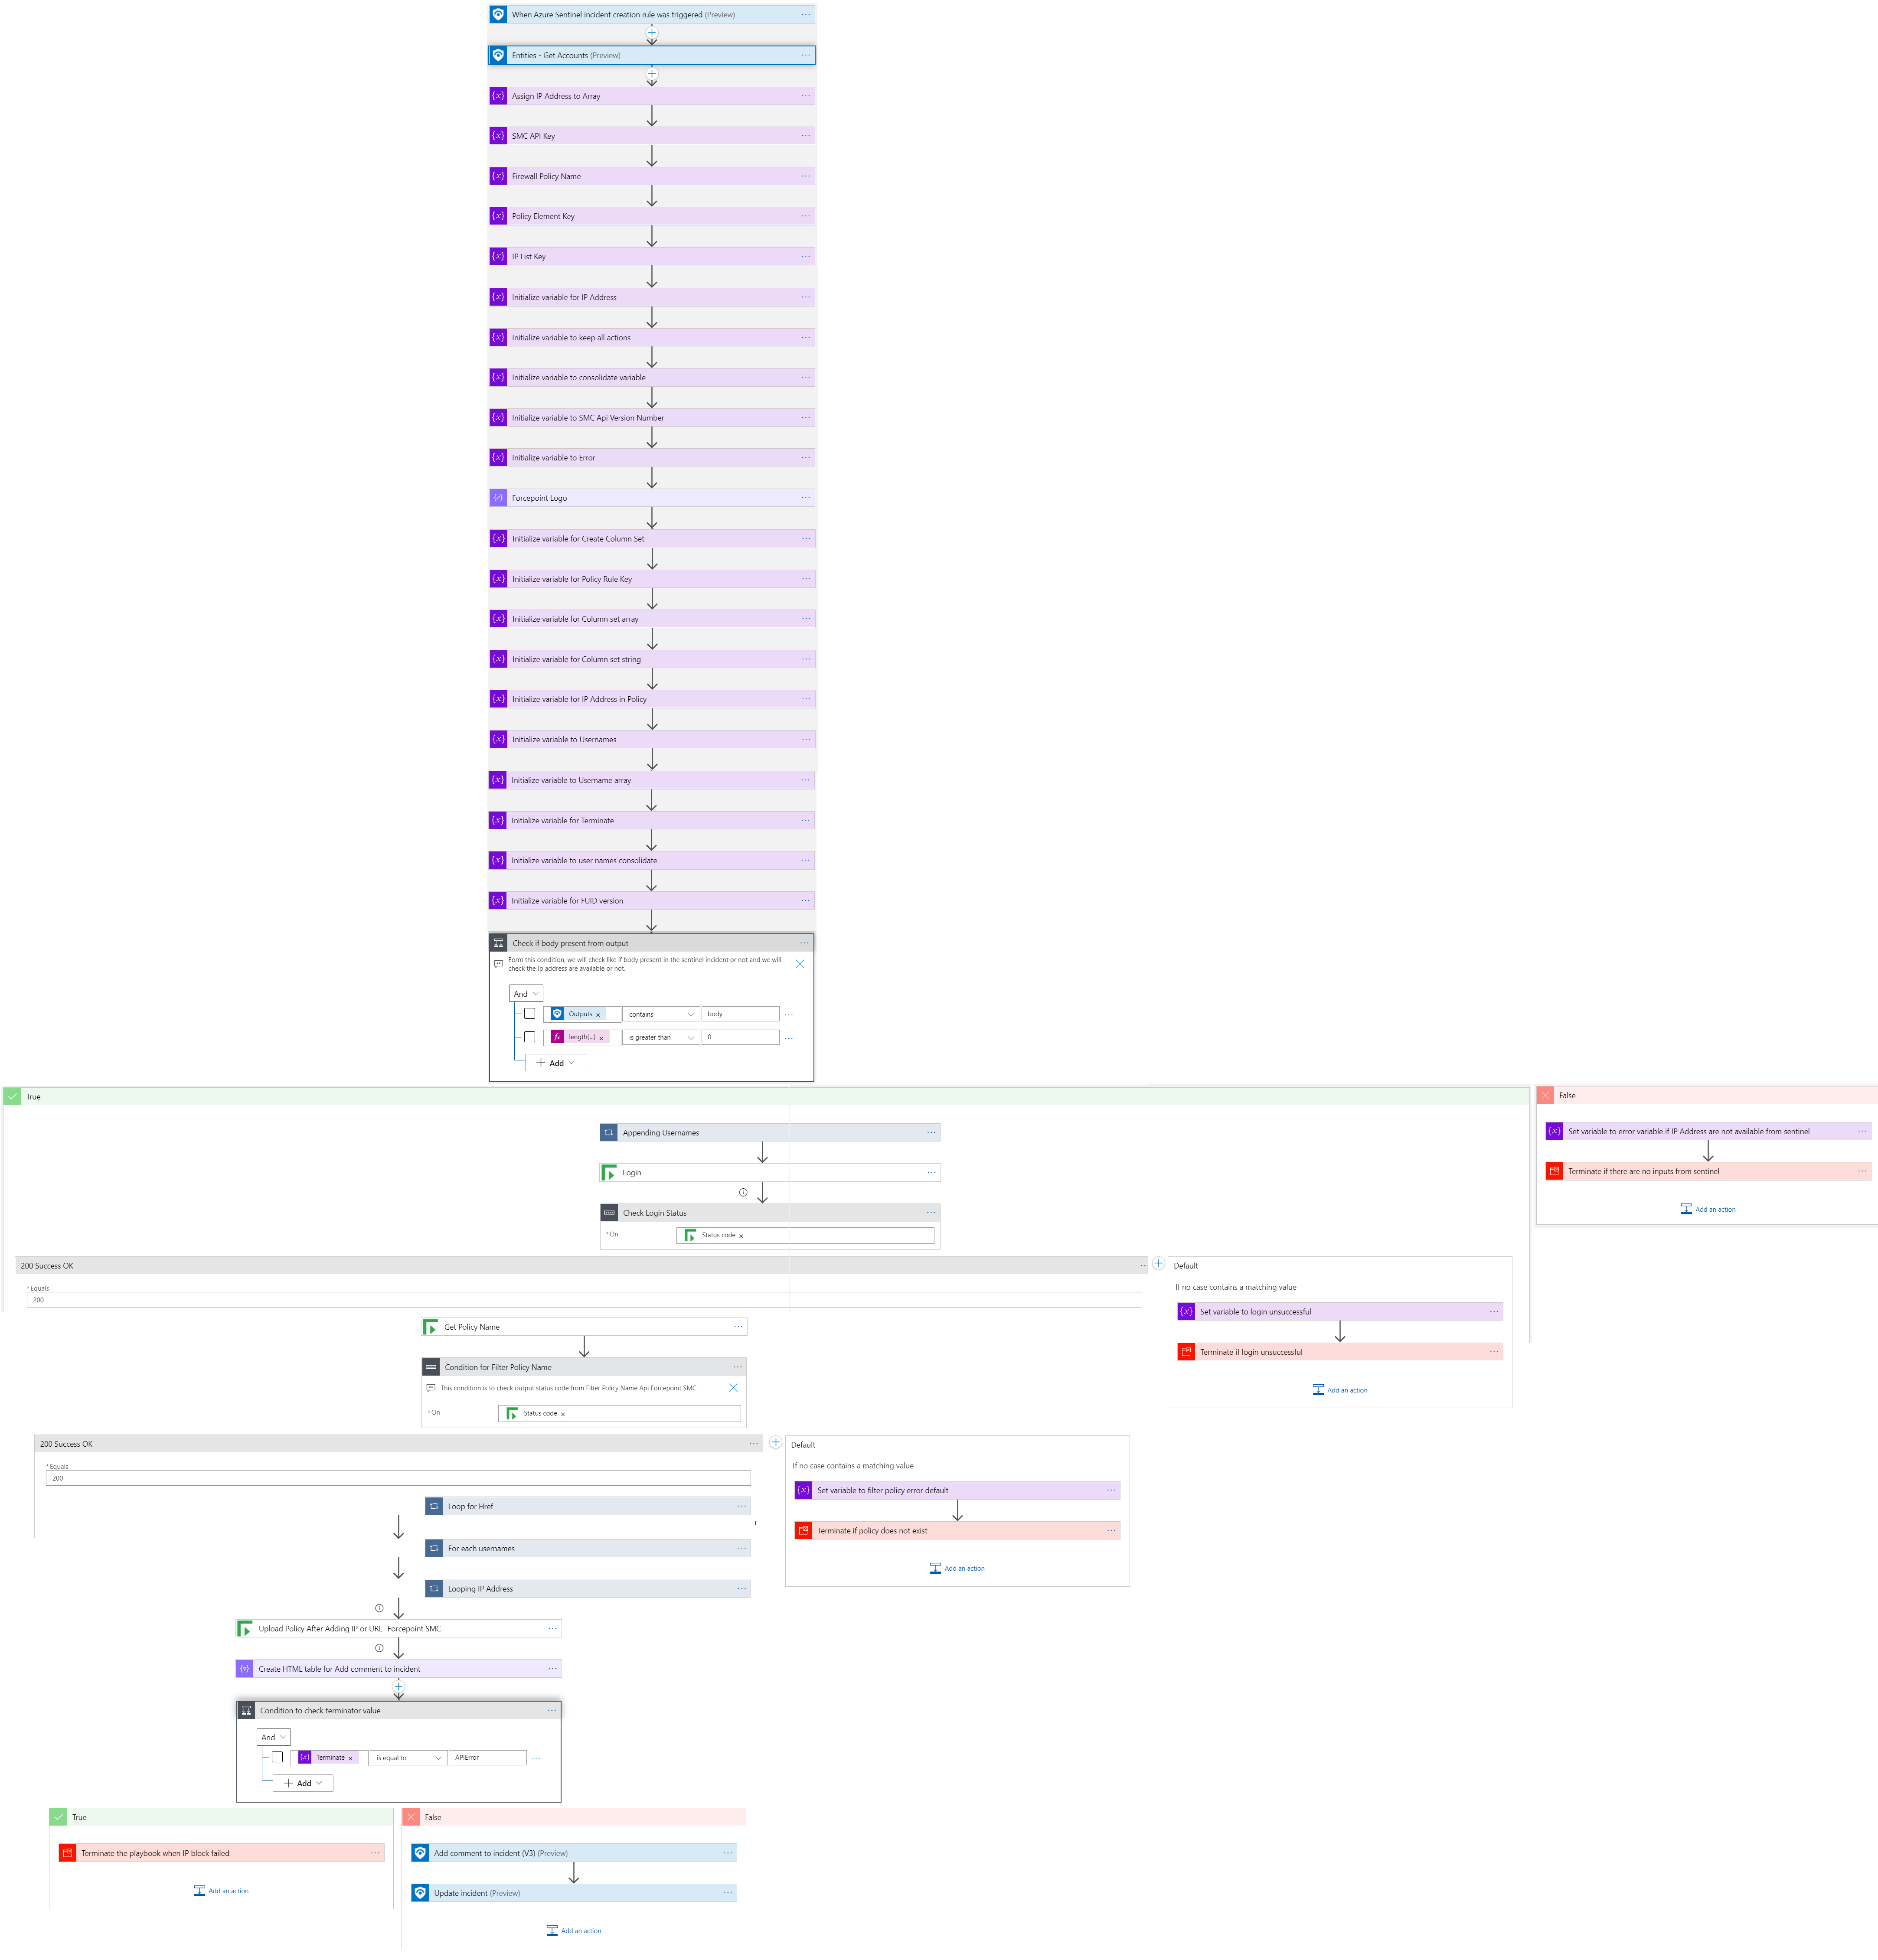 When Azure Sentinel incident creation rule was triggered (Preview)
Entities - Get Accounts (Preview)
Assign IP Address to Array
SMC API Key
Firewall Policy Name
Policy Element Key
IP List Key
Initialize variable for IP Address
Initialize variable to keep all actions
Initialize variable to consolidate variable
Initialize variable to SMC Api Version Number
Initialize variable to Error
Forcepoint Logo
Initialize variable for Create Column Set
Initialize variable for Policy Rule Key
Initialize variable for Column set array
Initialize variable for Column set string
Initialize variable for IP Address in Policy
Initialize variable to Usernames
Initialize variable to Username array
Initialize variable for Terminate
Initialize variable to user names consolidate
Initialize variable for FUID version
Check if body present from output
Form this condition, we will check like if body present in the sentinel incident or not and we will
check the Ip address are available or not.
And
Outputs × contains body
length(...) × is greater than 0
Add
True
False
Appending Usernames
Set variable to error variable if IP Address are not available from sentinel
Login
Terminate if there are no inputs from sentinel
Add an action
Check Login Status
* On Status code ×
200 Success OK
* Equals
200
Default
If no case contains a matching value
Set variable to login unsuccessful
Terminate if login unsuccessful
Add an action
Get Policy Name
Condition for Filter Policy Name
This condition is to check output status code from Filter Policy Name Api Forcepoint SMC
* On Status code ×
200 Success OK
* Equals
200
Default
If no case contains a matching value
Set variable to filter policy error default
Terminate if policy does not exist
Add an action
Loop for Href
For each usernames
Looping IP Address
Upload Policy After Adding IP or URL- Forcepoint SMC
Create HTML table for Add comment to incident
Condition to check terminator value
And
Terminate × is equal to APIError
Add
True
Terminate the playbook when IP block failed
Add an action
False
Add comment to incident (V3) (Preview)
Update incident (Preview)
Add an action